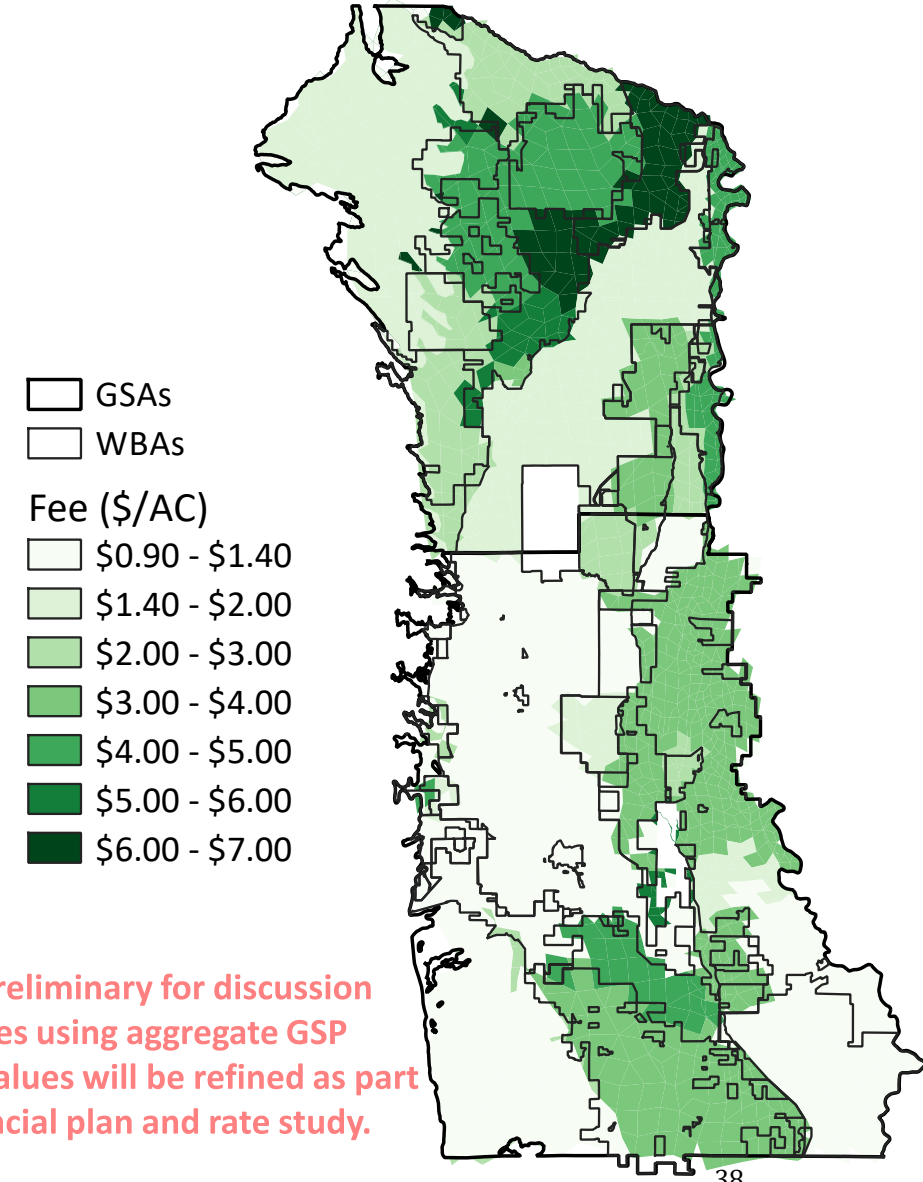 GSAs
WBAs
Fee ($/AC)
$0.90 - $1.40
$1.40 - $2.00
$2.00 - $3.00
$3.00 - $4.00
$4.00 - $5.00
$5.00 - $6.00
$6.00 - $7.00
reliminary for discussion
es using aggregate GSP
alues will be refined as part
cial plan and rate study.
38